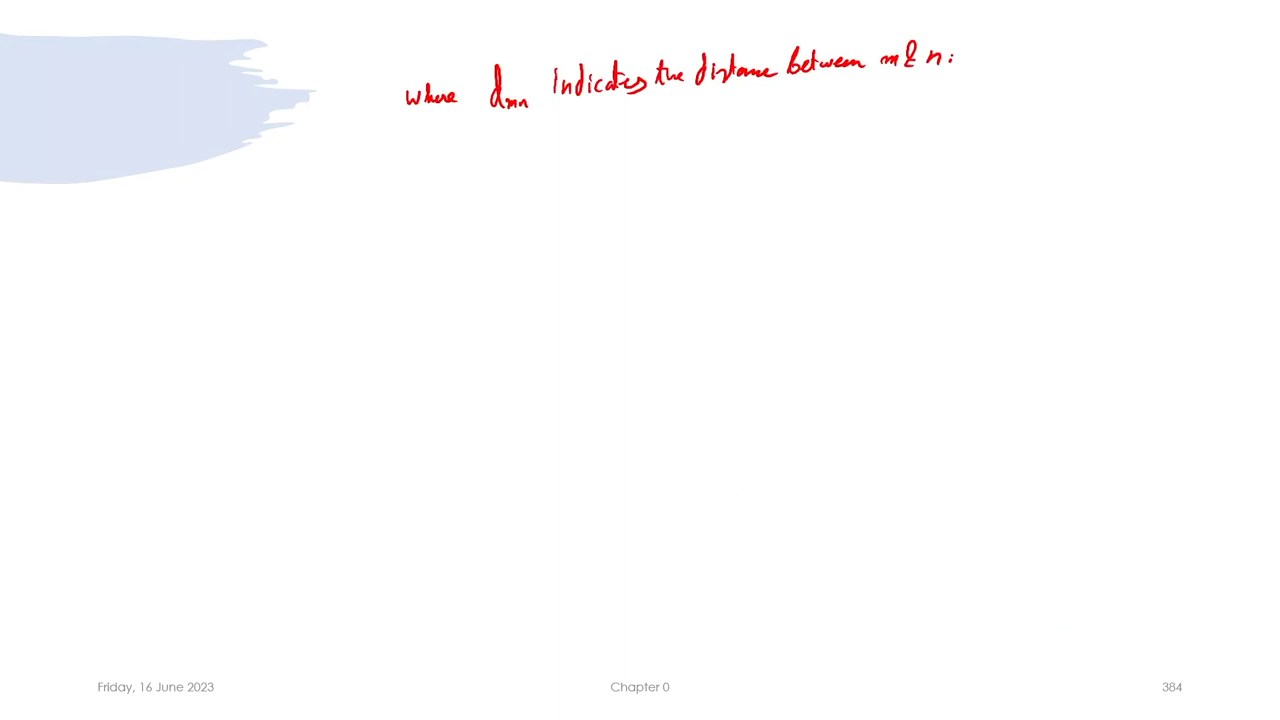 where dmn indicates the distance between m & n.
Friday, 16 June 2023
Chapter 0
384